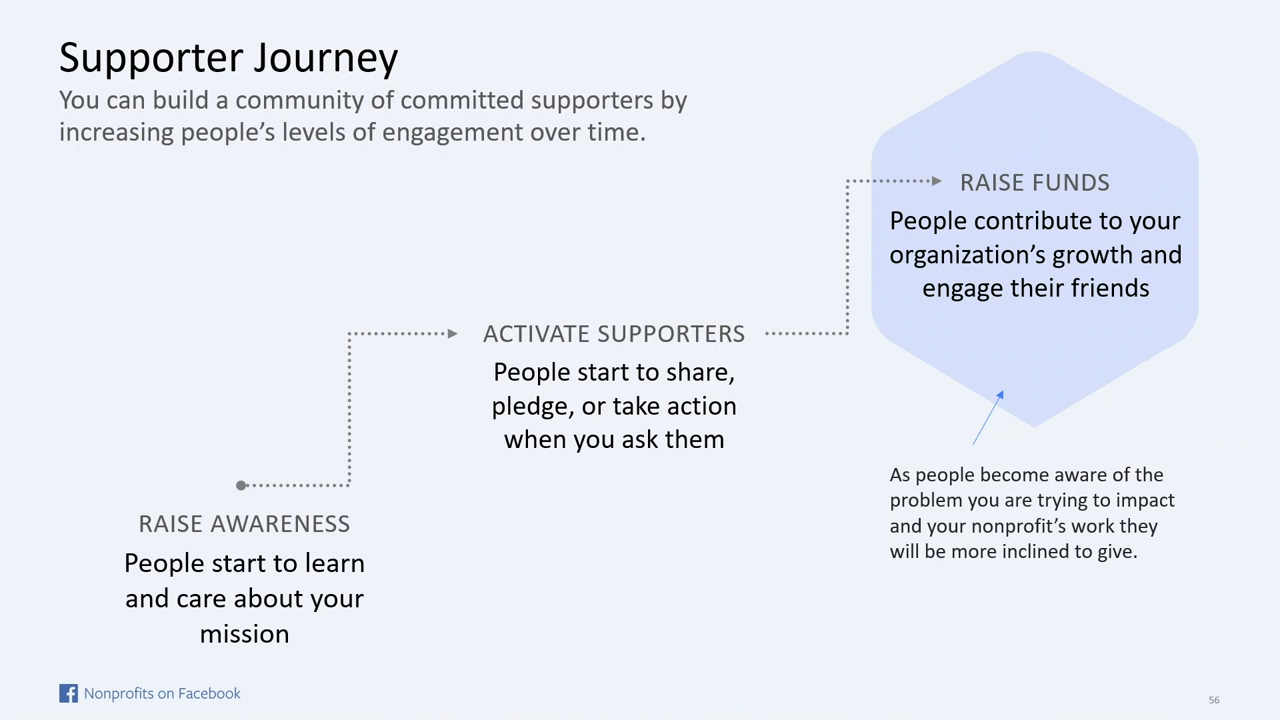 Supporter Journey
You can build a community of committed supporters by
increasing people’s levels of engagement over time.
RAISE FUNDS
People contribute to your
organization’s growth and
engage their friends
ACTIVATE SUPPORTERS
People start to share,
pledge, or take action
when you ask them
As people become aware of the
problem you are trying to impact
and your nonprofit’s work they
will be more inclined to give.
RAISE AWARENESS
People start to learn
and care about your
mission
Nonprofits on Facebook
56